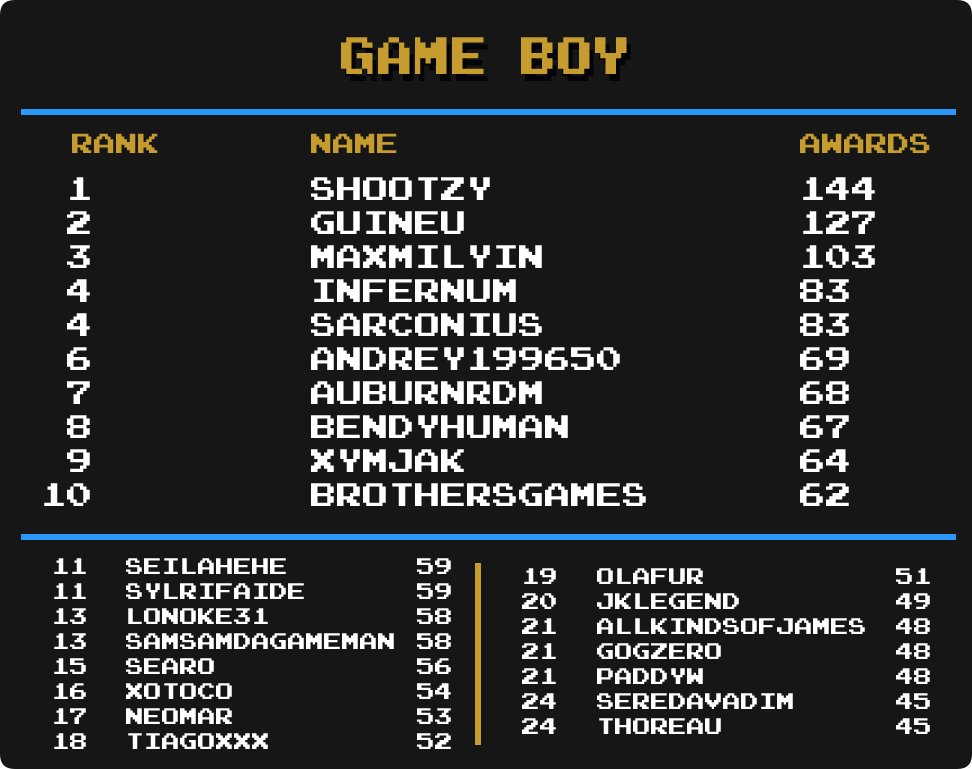 GAME BOY
RANK NAME AWARDS
1 SHOOTZY 144
2 GUINEU 127
3 MAXMILYIN 103
4 INFERNUM 83
4 SARCONIUS 83
6 ANDREY199650 69
7 AUBURNRDM 68
8 BENDYHUMAN 67
9 XYMJAK 64
10 BROTHERSGAMES 62
11 SEILAHEHE 59
11 SYLRIFAIDE 59
13 LONOKE31 58
13 SAMSAMDAGAMEMAN 58
15 SEARO 56
16 XOTOCO 54
17 NEOMAR 53
18 TIAGOXXX 52
19 OLAFUR 51
20 JKLEGEND 49
21 ALLKINDSOFJAMES 48
21 GOGZERO 48
21 PADDYW 48
24 SEREDAVADIM 45
24 THOREAU 45